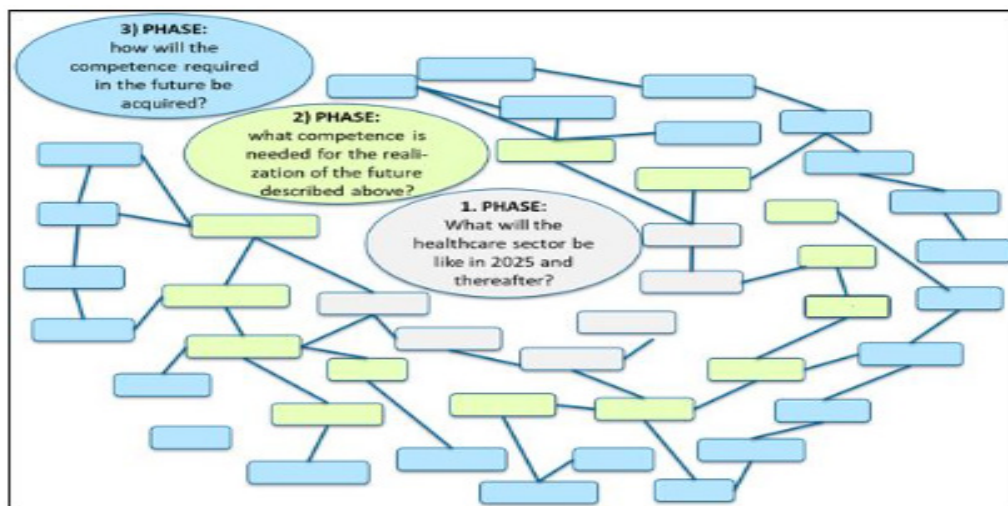 3) PHASE:
how will the
competence required
in the future be
acquired?
2) PHASE:
what competence is
needed for the reali-
zation of the future
described above?
1. PHASE:
What will the
healthcare sector be
like in 2025 and
thereafter?